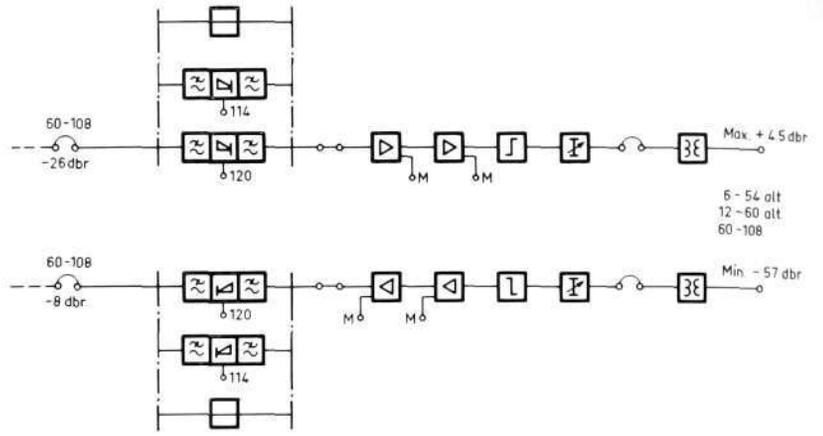 60-108
-26 dbr
114
120
M
M
Max. + 4.5 dbr
6 - 54 alt
12 - 60 alt
60-108
60-108
-8 dbr
120
114
M
M
Min. - 57 dbr